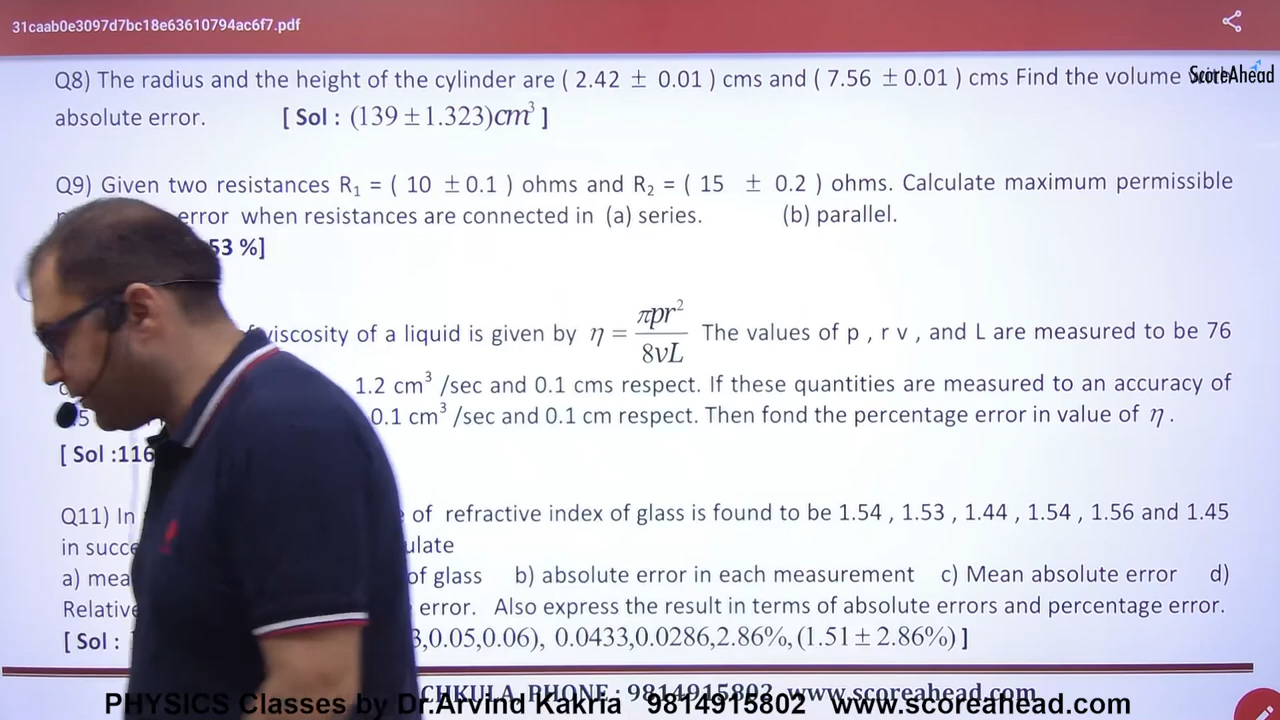 31caab0e3097d7bc18e63610794ac6f7.pdf
Q8) The radius and the height of the cylinder are ( 2.42 ± 0.01 ) cms and ( 7.56 ± 0.01 ) cms Find the volume
ScoreAhead
absolute error. [ Sol : (139 ± 1.323)cm³ ]
Q9) Given two resistances R₁ = ( 10 ± 0.1 ) ohms and R₂ = ( 15 ± 0.2 ) ohms. Calculate maximum permissible
error when resistances are connected in (a) series. (b) parallel.
53 %]
viscosity of a liquid is given by η = πpr²/8vL The values of p , r v , and L are measured to be 76
1.2 cm³ /sec and 0.1 cms respect. If these quantities are measured to an accuracy of
0.1 cm³ /sec and 0.1 cm respect. Then fond the percentage error in value of η .
[ Sol :116
Q11) In of refractive index of glass is found to be 1.54 , 1.53 , 1.44 , 1.54 , 1.56 and 1.45
in
a) of glass b) absolute error in each measurement c) Mean absolute error d)
Relative error. Also express the result in terms of absolute errors and percentage error.
[ Sol : 0.05,0.06), 0.0433,0.0286,2.86%, (1.51 ± 2.86%) ]
PHONE : 9814915802 www.scoreahead.com
PHYSICS Classes by Dr.Arvind Kakria 9814915802 www.scoreahead.com